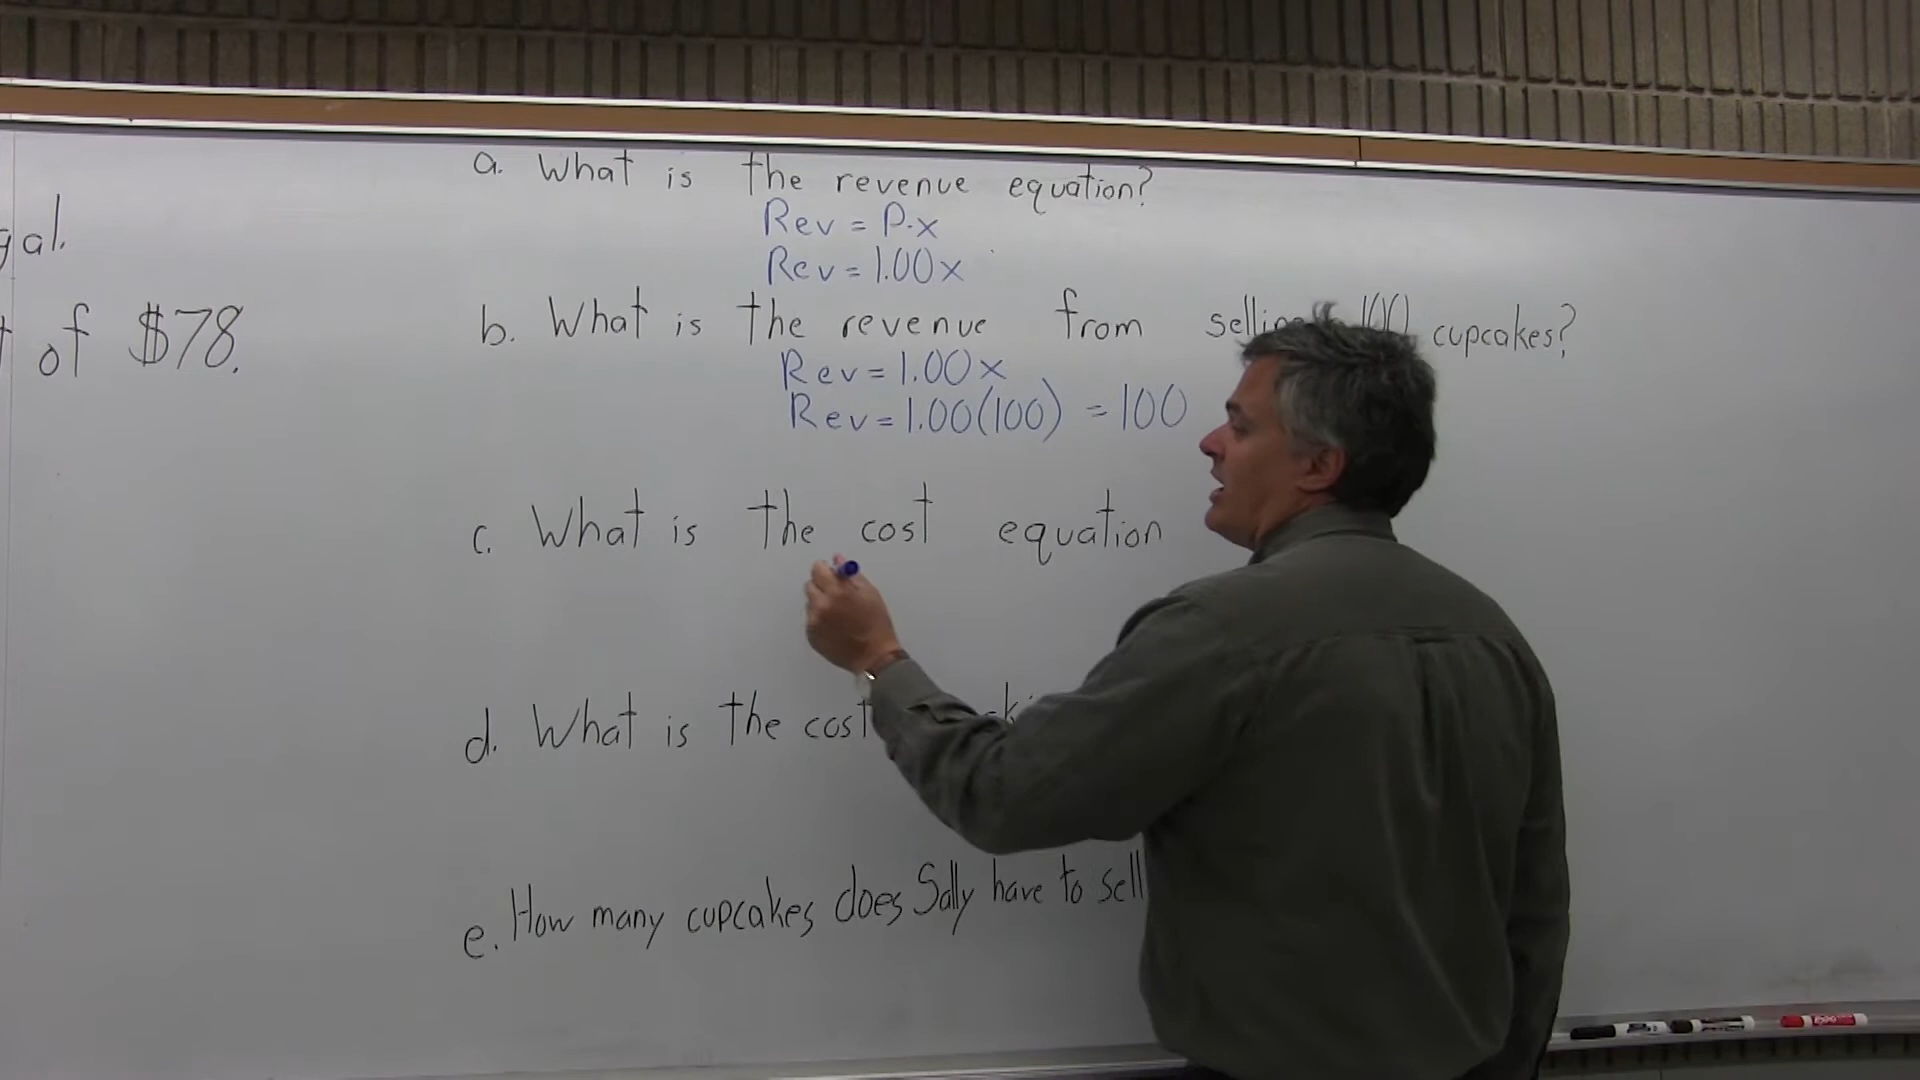 a. What is the revenue equation?
Rev = P·x
Rev = 1.00x
gal.
b. What is the revenue from selling 100 cupcakes?
of $78.
Rev = 1.00x
Rev = 1.00(100) = 100
c. What is the cost equation
d. What is the cost
e. How many cupcakes does Sally have to sell